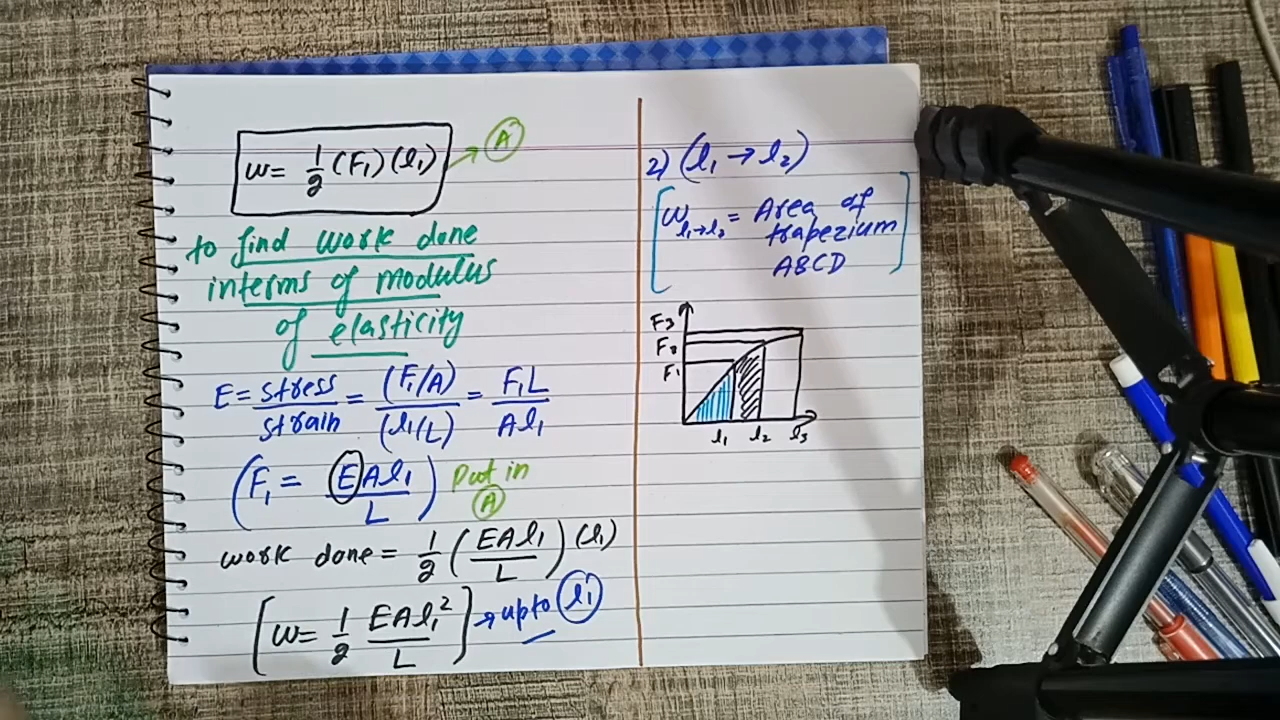 W = 1/2 (F₁) (l₁) → A
to find work done
interms of modulus
of elasticity
E = stress/strain = (F₁/A)/(l₁/L) = F₁L/Al₁
(F₁ = EAl₁/L) Put in
A
work done = 1/2 (EAl₁/L) (l₁)
[W = 1/2 EAl₁²/L] → upto l₁
2) (l₁ → l₂)
[W l₁→l₂ = Area of
trapezium
ABCD]
F₃
F₂
F₁
l₁ l₂ l₃